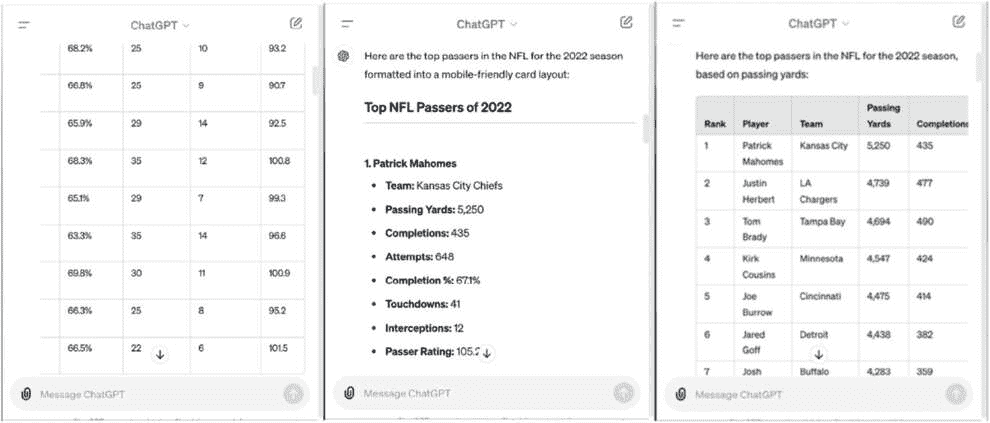 ChatGPT
68.2% 25 10 93.2
66.8% 25 9 90.7
65.9% 29 14 92.5
68.3% 35 12 100.8
65.1% 29 7 99.3
63.3% 35 14 96.6
69.8% 30 11 100.9
66.3% 25 8 95.2
66.5% 22 6 101.5
Message ChatGPT
ChatGPT
Here are the top passers in the NFL for the 2022 season
formatted into a mobile-friendly card layout:
Top NFL Passers of 2022
1. Patrick Mahomes
• Team: Kansas City Chiefs
• Passing Yards: 5,250
• Completions: 435
• Attempts: 648
• Completion %: 67.1%
• Touchdowns: 41
• Interceptions: 12
• Passer Rating: 105.2
Message ChatGPT
ChatGPT
Here are the top passers in the NFL for the 2022 season,
based on passing yards:
Passing
Rank Player Team Yards Completions
1 Patrick Kansas City 5,250 435
Mahomes
2 Justin LA 4,739 477
Herbert Chargers
3 Tom Tampa Bay 4,694 490
Brady
4 Kirk Minnesota 4,547 424
Cousins
5 Joe Cincinnati 4,475 414
Burrow
6 Jared Detroit 4,438 382
Goff
7 Josh Buffalo 4,283 359
Message ChatGPT